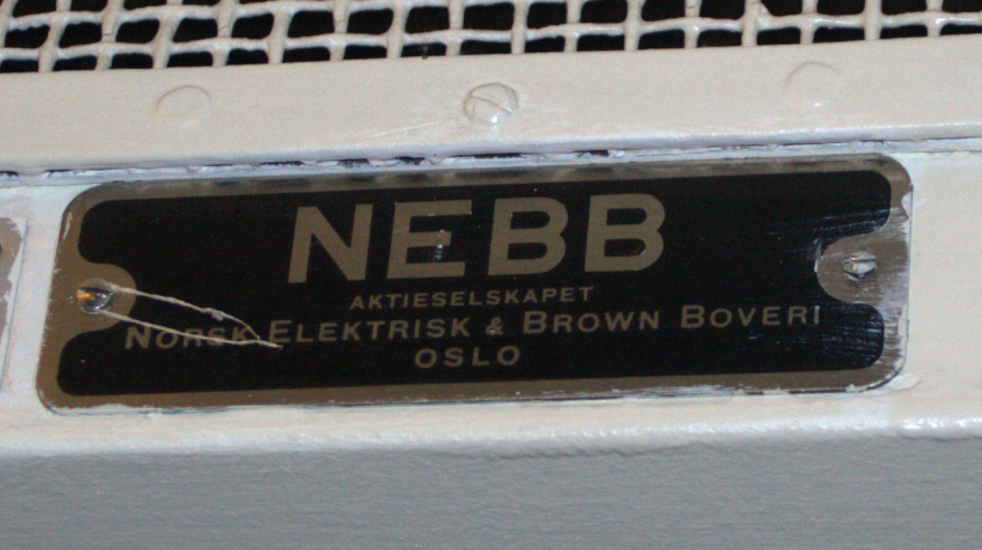 NEBB
AKTIESELSKAPET
NORSK ELEKTRISK & BROWN BOVERI
OSLO